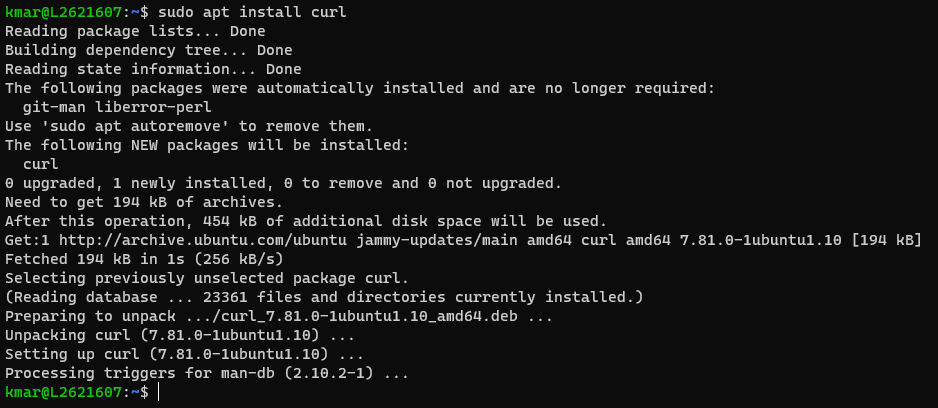 kmar@L2621607:~$ sudo apt install curl
Reading package lists... Done
Building dependency tree... Done
Reading state information... Done
The following packages were automatically installed and are no longer required:
  git-man liberror-perl
Use 'sudo apt autoremove' to remove them.
The following NEW packages will be installed:
  curl
0 upgraded, 1 newly installed, 0 to remove and 0 not upgraded.
Need to get 194 kB of archives.
After this operation, 454 kB of additional disk space will be used.
Get:1 http://archive.ubuntu.com/ubuntu jammy-updates/main amd64 curl amd64 7.81.0-1ubuntu1.10 [194 kB]
Fetched 194 kB in 1s (256 kB/s)
Selecting previously unselected package curl.
(Reading database ... 23361 files and directories currently installed.)
Preparing to unpack .../curl_7.81.0-1ubuntu1.10_amd64.deb ...
Unpacking curl (7.81.0-1ubuntu1.10) ...
Setting up curl (7.81.0-1ubuntu1.10) ...
Processing triggers for man-db (2.10.2-1) ...
kmar@L2621607:~$